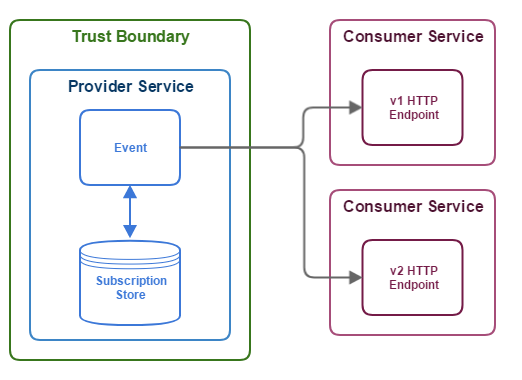 Trust Boundary
Provider Service
Event
Subscription
Store
Consumer Service
v1 HTTP
Endpoint
Consumer Service
v2 HTTP
Endpoint